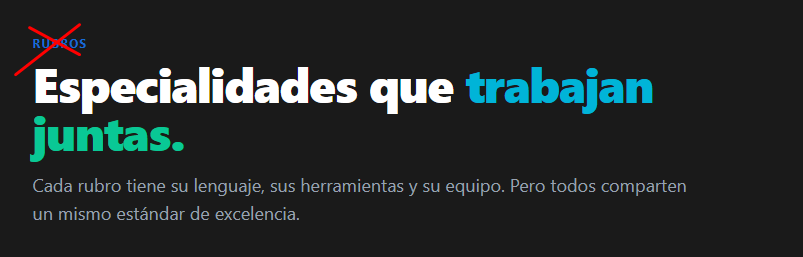 RUBROS
Especialidades que trabajan
juntas.
Cada rubro tiene su lenguaje, sus herramientas y su equipo. Pero todos comparten
un mismo estándar de excelencia.